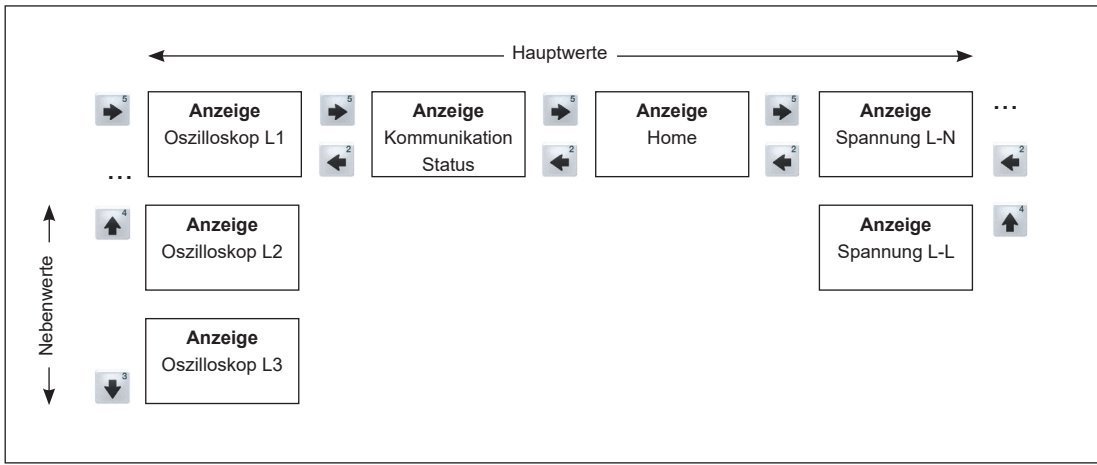 Hauptwerte
5
Anzeige
Oszilloskop L1
5
2
Anzeige
Kommunikation
Status
5
2
Anzeige
Home
5
2
Anzeige
Spannung L-N
...
2
...
Nebenwerte
4
Anzeige
Oszilloskop L2
Anzeige
Spannung L-L
4
Anzeige
Oszilloskop L3
3